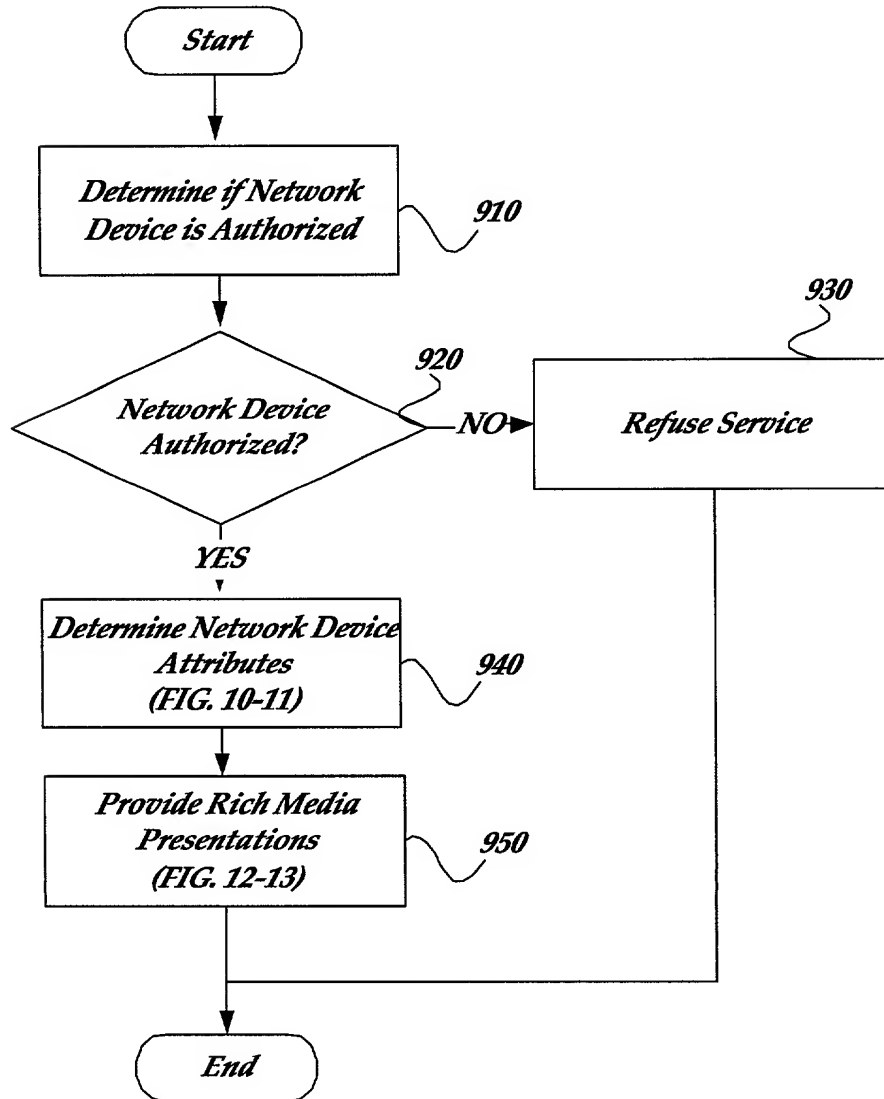 Start
Determine if Network
Device is Authorized
910
930
920
Network Device
Authorized?
NO
Refuse Service
YES
Determine Network Device
Attributes
(FIG. 10-11)
940
Provide Rich Media
Presentations
(FIG. 12-13)
950
End